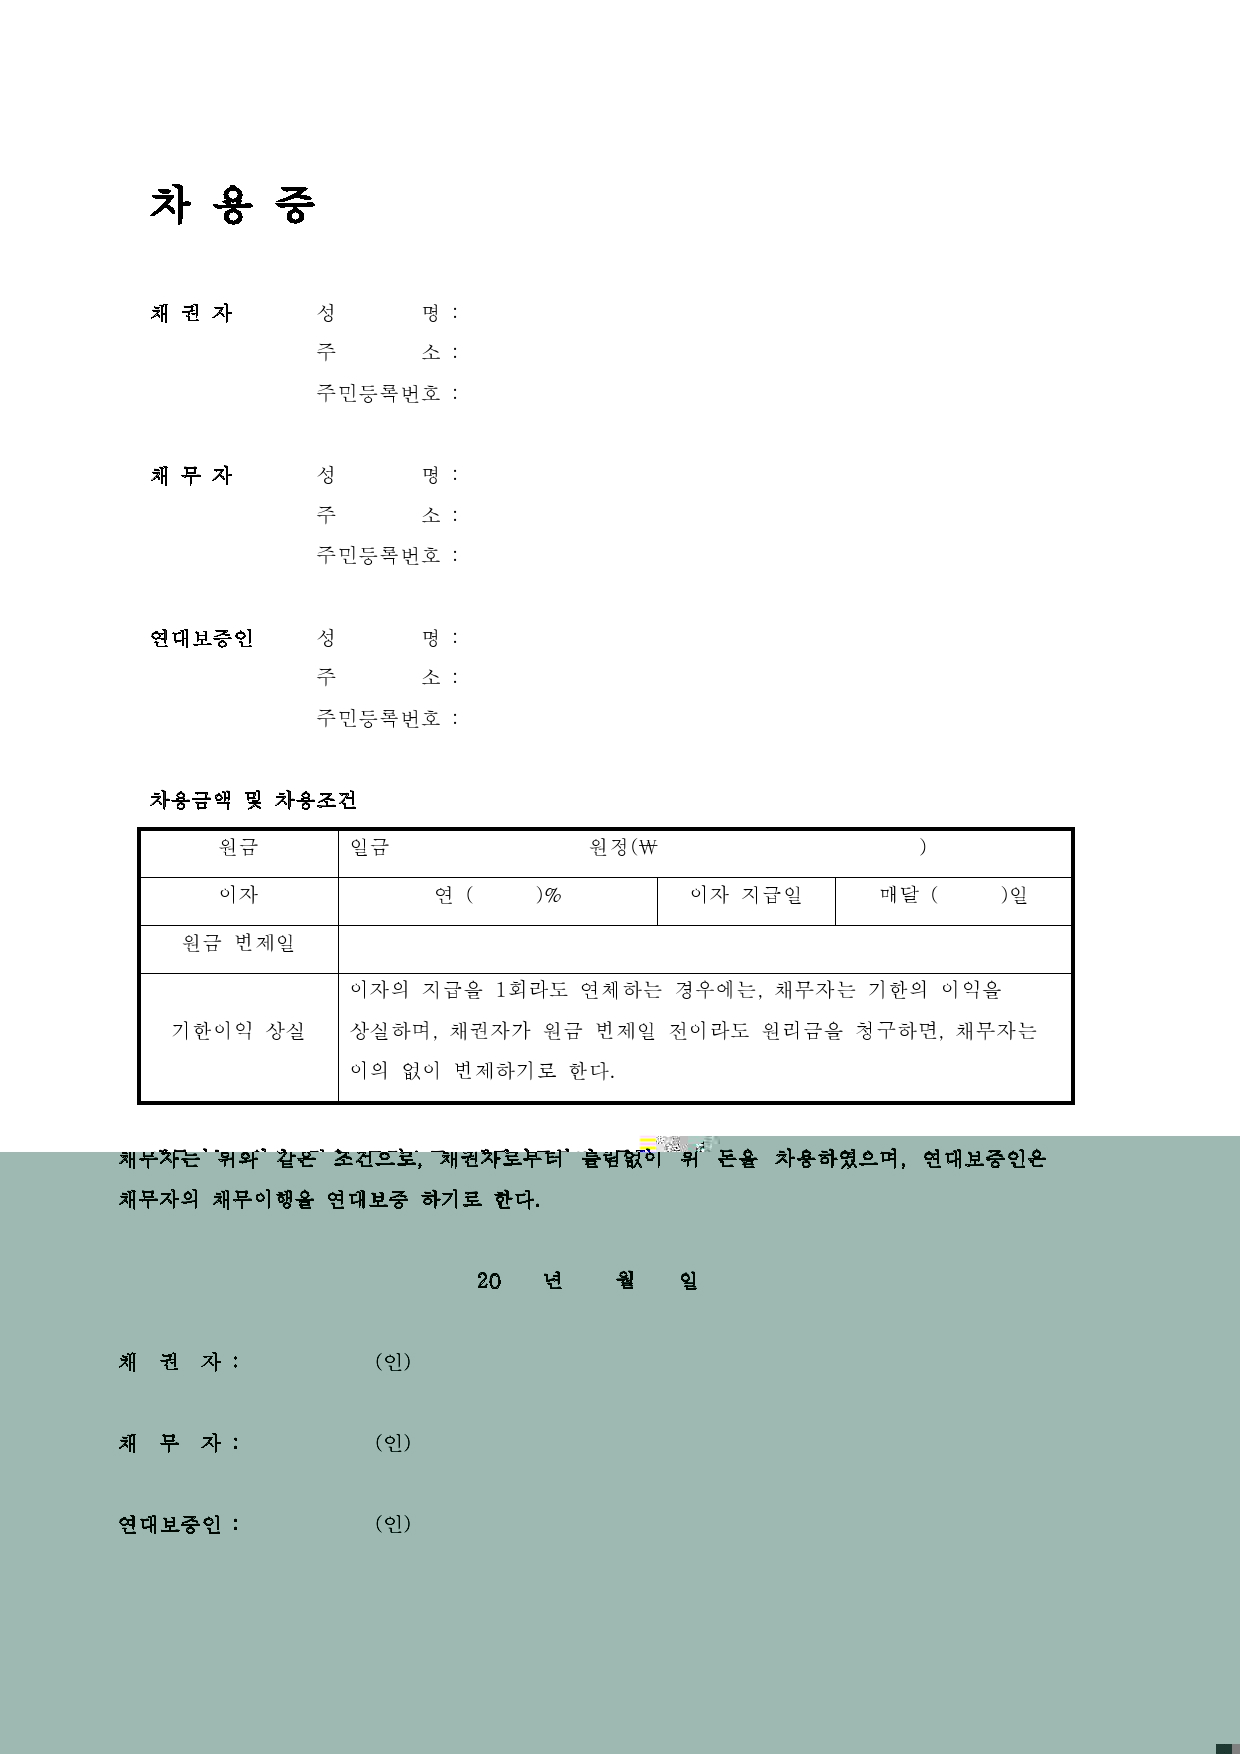 차 용 증
채 권 자 성 명 :
주 소 :
주민등록번호 :
채 무 자 성 명 :
주 소 :
주민등록번호 :
연대보증인 성 명 :
주 소 :
주민등록번호 :
차용금액 및 차용조건
원금 일금 원정(₩ )
이자 연 ( )% 이자 지급일 매달 ( )일
원금 변제일
이자의 지급을 1회라도 연체하는 경우에는, 채무자는 기한의 이익을
기한이익 상실 상실하며, 채권자가 원금 변제일 전이라도 원리금을 청구하면, 채무자는
이의 없이 변제하기로 한다.
채무자는 위와 같은 조건으로, 채권자로부터 틀림없이 위 돈을 차용하였으며, 연대보증인은
채무자의 채무이행을 연대보증 하기로 한다.
20 년 월 일
채 권 자 : (인)
채 무 자 : (인)
연대보증인 : (인)